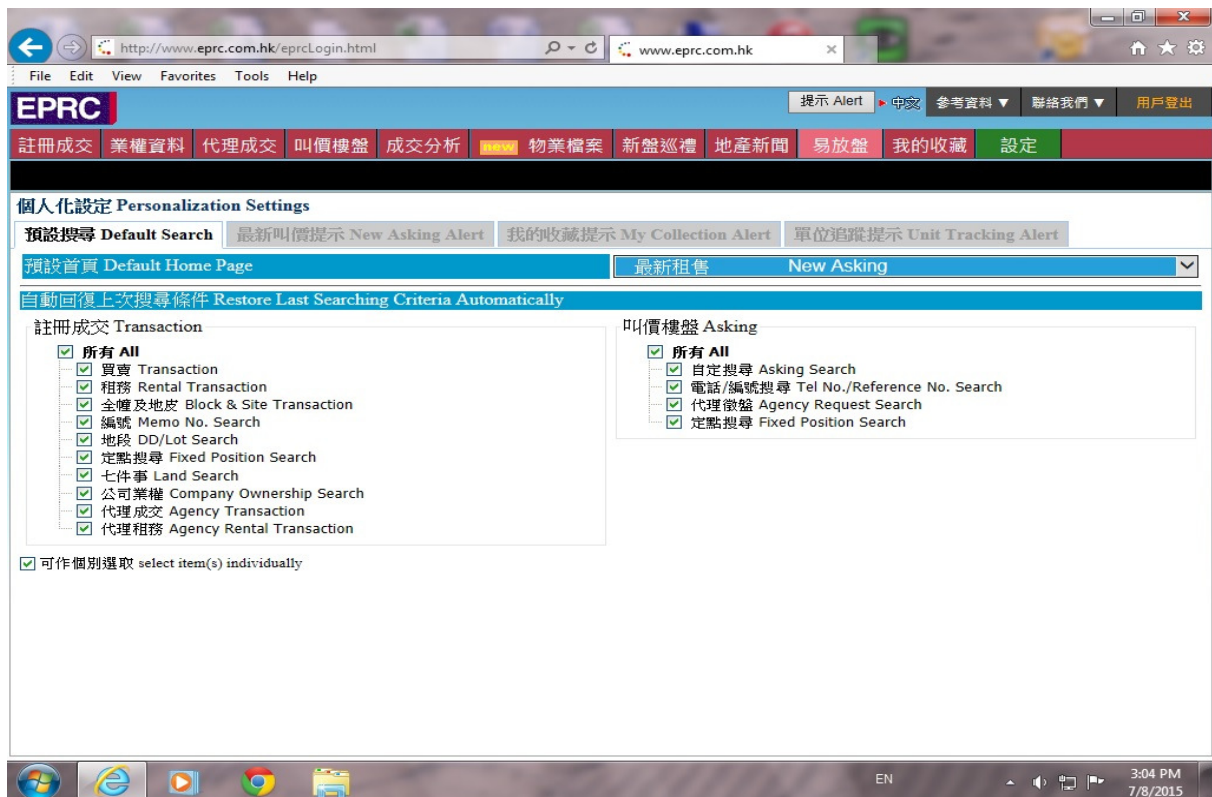 http://www.eprc.com.hk/eprcLogin.html
www.eprc.com.hk
File Edit View Favorites Tools Help
EPRC
提示 Alert 中文 參考資料 ▼ 聯絡我們 ▼ 用戶登出
註冊成交 業權資料 代理成交 叫價樓盤 成交分析 new 物業檔案 新盤巡禮 地產新聞 易放盤 我的收藏 設定
個人化設定 Personalization Settings
預設搜尋 Default Search 最新叫價提示 New Asking Alert 我的收藏提示 My Collection Alert 單位追蹤提示 Unit Tracking Alert
預設首頁 Default Home Page 最新租售 New Asking
自動回復上次搜尋條件 Restore Last Searching Criteria Automatically
註冊成交 Transaction
所有 All
買賣 Transaction
租務 Rental Transaction
全幢及地皮 Block & Site Transaction
編號 Memo No. Search
地段 DD/Lot Search
定點搜尋 Fixed Position Search
七件事 Land Search
公司業權 Company Ownership Search
代理成交 Agency Transaction
代理租務 Agency Rental Transaction
叫價樓盤 Asking
所有 All
自定搜尋 Asking Search
電話/編號搜尋 Tel No./Reference No. Search
代理徵盤 Agency Request Search
定點搜尋 Fixed Position Search
可作個別選取 select item(s) individually
EN
3:04 PM
7/8/2015